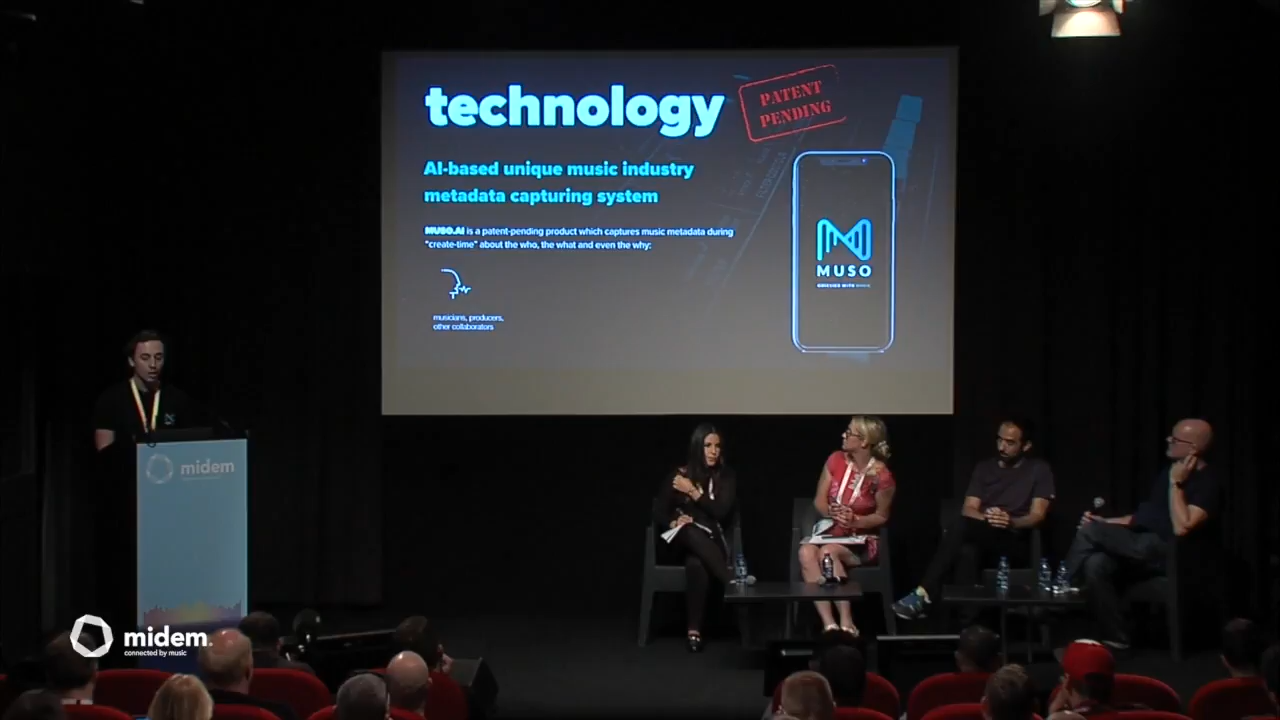 technology
PATENT
PENDING
AI-based unique music industry
metadata capturing system
MUSO.AI is a patent-pending product which captures music metadata during
"create-time" about the who, the what and even the why:
musicians, producers,
other collaborators
MUSO
midem
midem.
connected by music